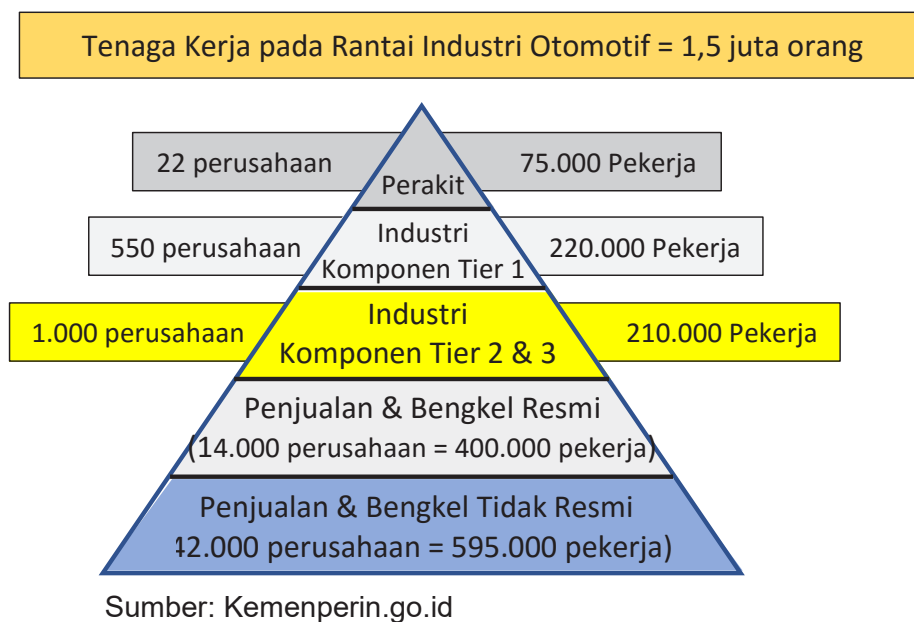 Tenaga Kerja pada Rantai Industri Otomotif = 1,5 juta orang
22 perusahaan
Perakit
75.000 Pekerja
550 perusahaan
Industri
Komponen Tier 1
220.000 Pekerja
1.000 perusahaan
Industri
Komponen Tier 2 & 3
210.000 Pekerja
Penjualan & Bengkel Resmi
(14.000 perusahaan = 400.000 pekerja)
Penjualan & Bengkel Tidak Resmi
42.000 perusahaan = 595.000 pekerja)
Sumber: Kemenperin.go.id